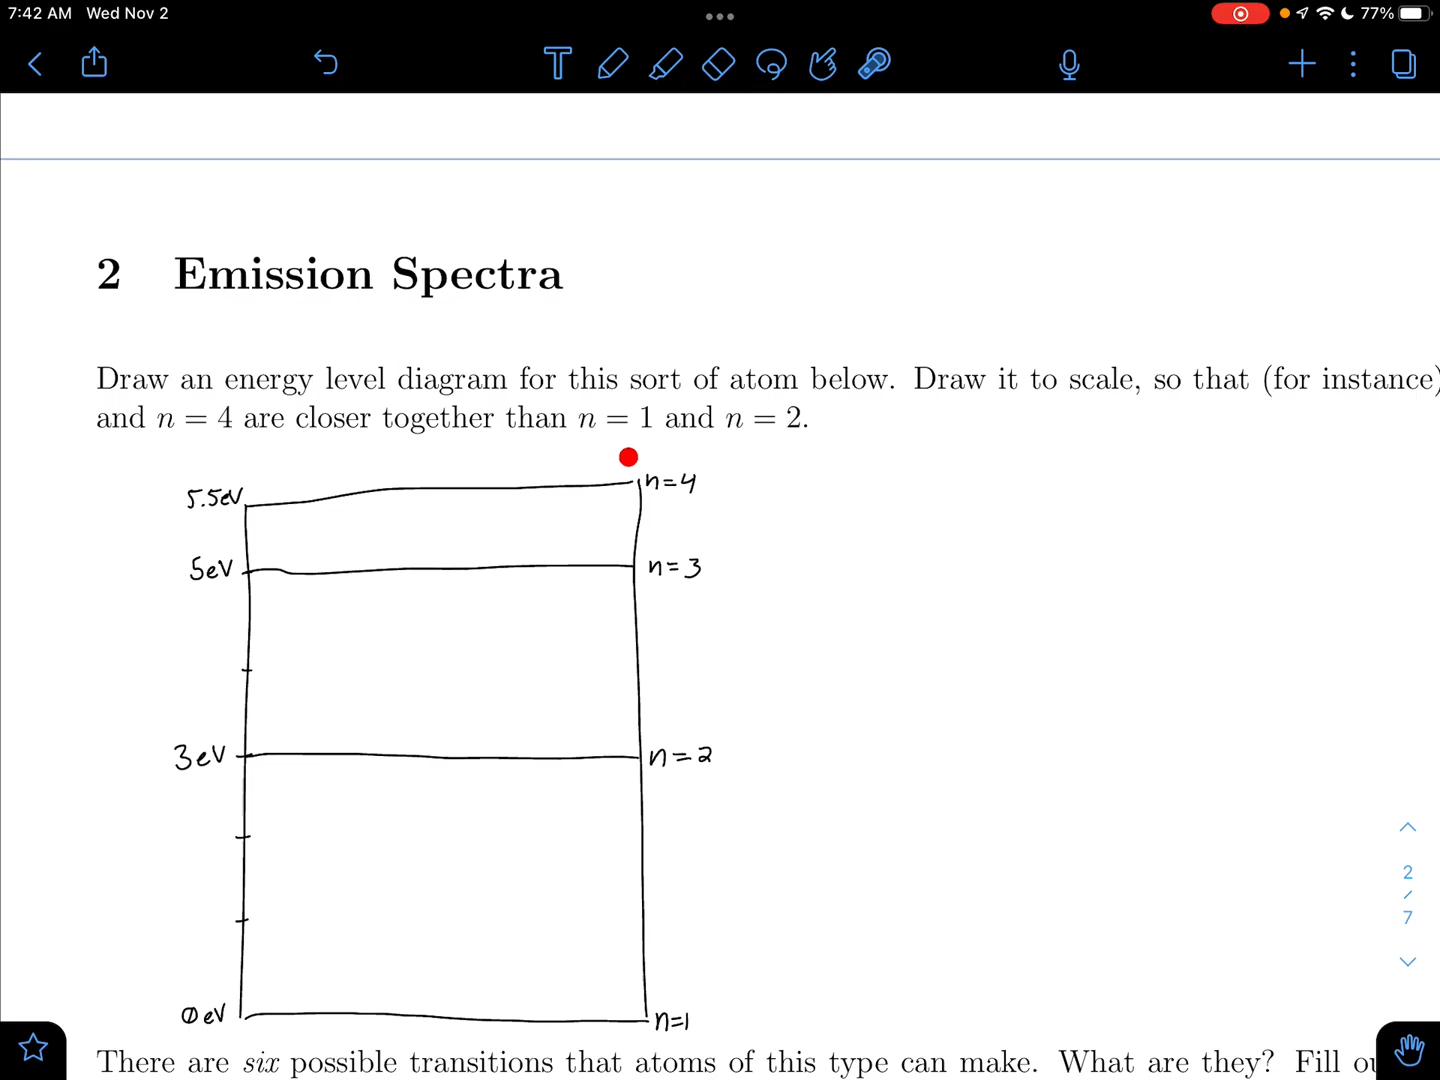 7:42 AM Wed Nov 2
77%
2 Emission Spectra
Draw an energy level diagram for this sort of atom below. Draw it to scale, so that (for instance)
and n = 4 are closer together than n = 1 and n = 2.
5.5eV n=4
5eV n=3
3eV n=2
2
/
7
0eV n=1
There are six possible transitions that atoms of this type can make. What are they? Fill